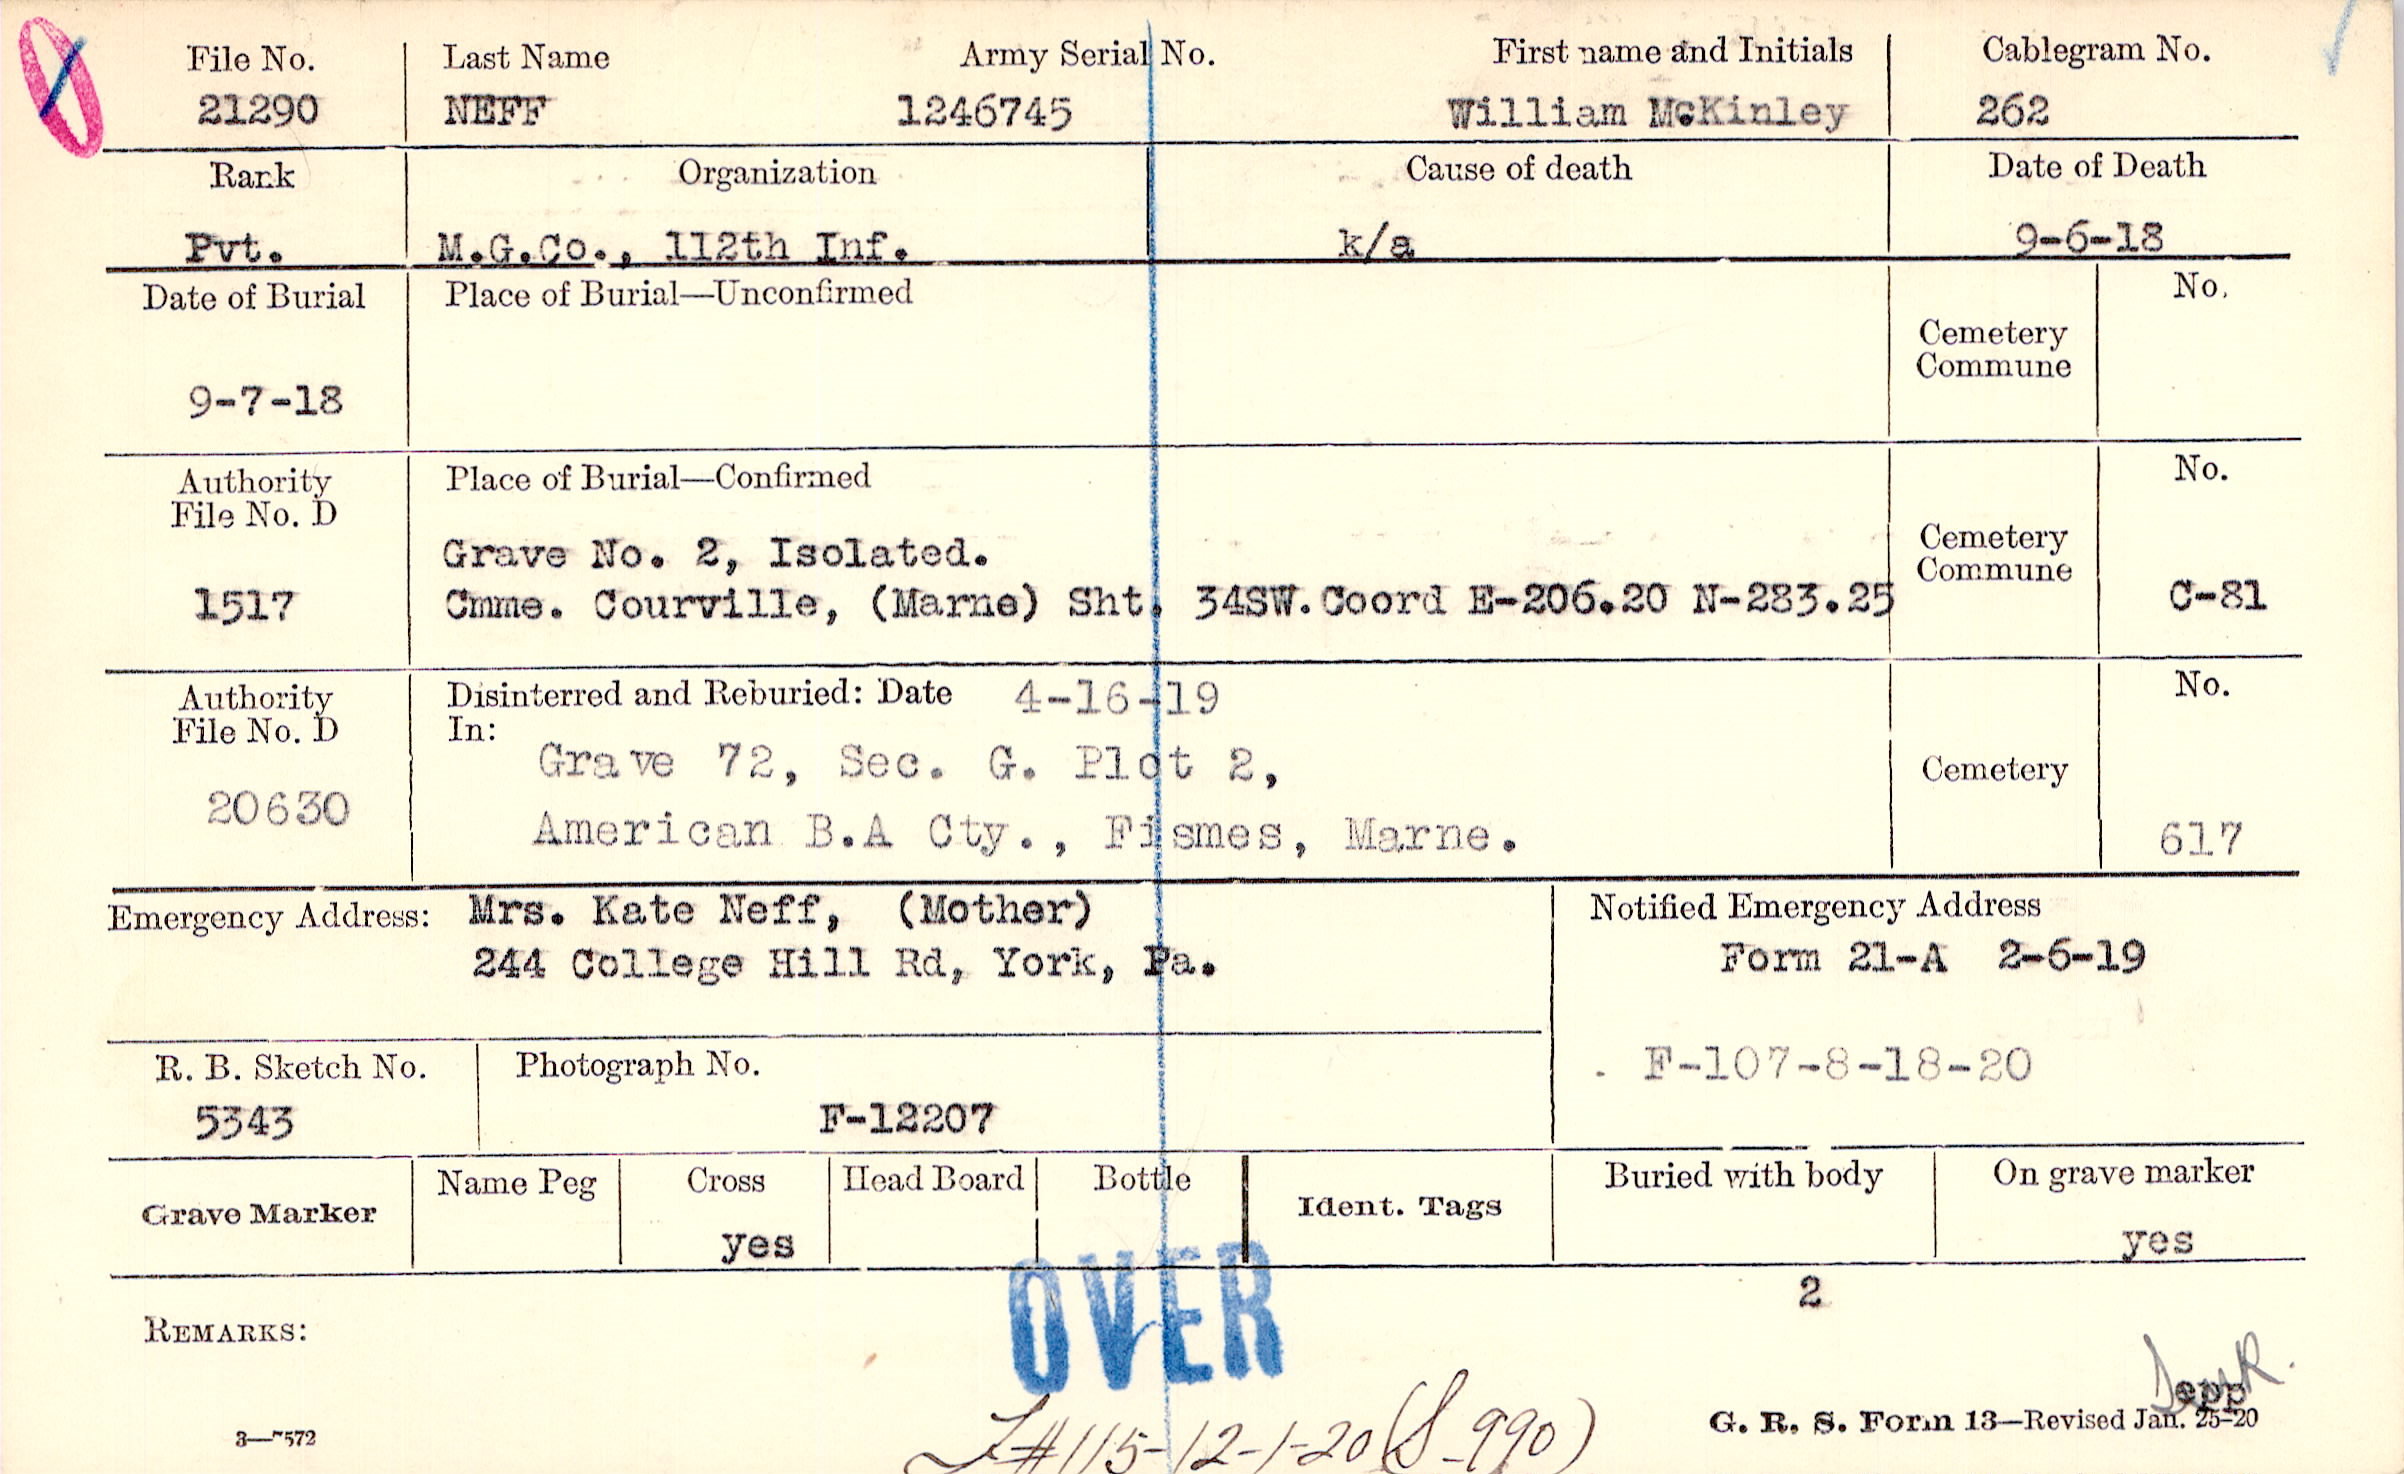 File No. Last Name Army Serial No. First name and Initials Cablegram No.
21290 NEFF 1246745 William McKinley 262
Rank Organization Cause of death Date of Death
Pvt. M.G.Co., 112th Inf. k/a 9-6-18
Date of Burial Place of Burial—Unconfirmed No.
Cemetery
Commune
9-7-18
Authority Place of Burial—Confirmed No.
File No. D
Grave No. 2, Isolated. Cemetery
Commune
1517 Cmme. Courville, (Marne) Sht. 34SW. Coord E-206.20 N-283.25 C-81
Authority Disinterred and Reburied: Date 4-16-19 No.
File No. D In:
Grave 72, Sec. G. Plot 2, Cemetery
20630 American B.A Cty., Fismes, Marne. 617
Emergency Address: Mrs. Kate Neff, (Mother) Notified Emergency Address
244 College Hill Rd, York, Pa. Form 21-A 2-6-19
R. B. Sketch No. Photograph No. F-107-8-18-20
5343 F-12207
Grave Marker Name Peg Cross Head Board Bottle Ident. Tags Buried with body On grave marker
yes yes
2
OVER
REMARKS:
epp
3—7572 L#115-12-1-20 (S-990) G. R. S. Form 13—Revised Jan. 25-20